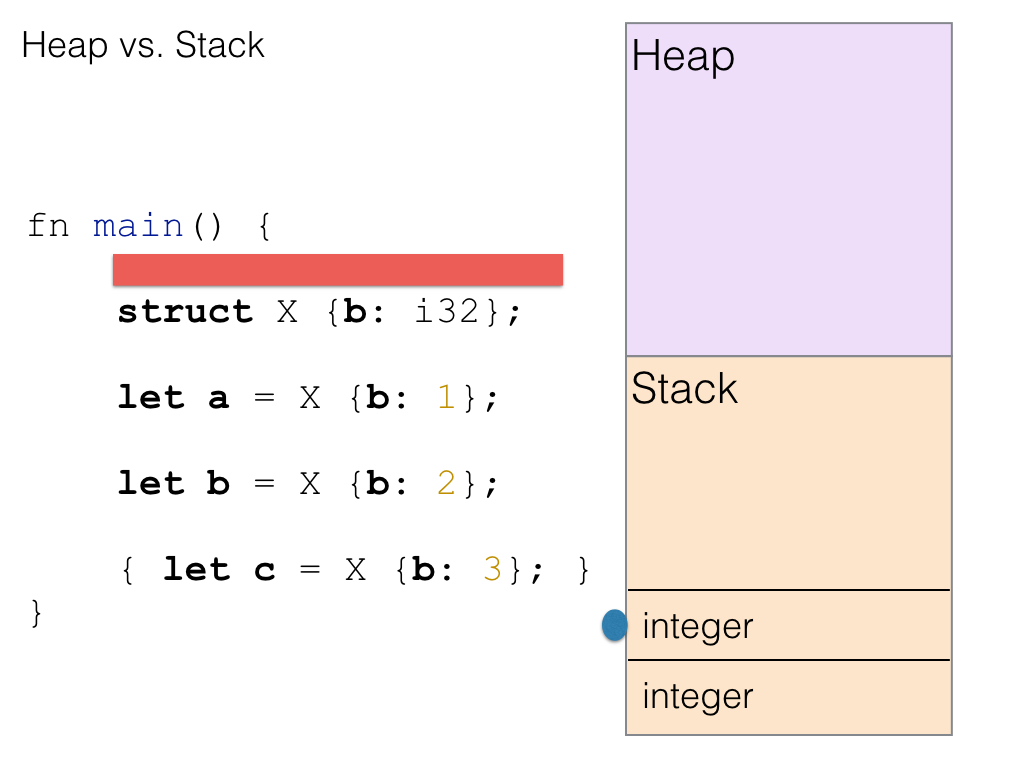 Heap vs. Stack
fn main() {
struct X {b: i32};
let a = X {b: 1};
let b = X {b: 2};
{ let c = X {b: 3}; }
}
Heap
Stack
integer
integer